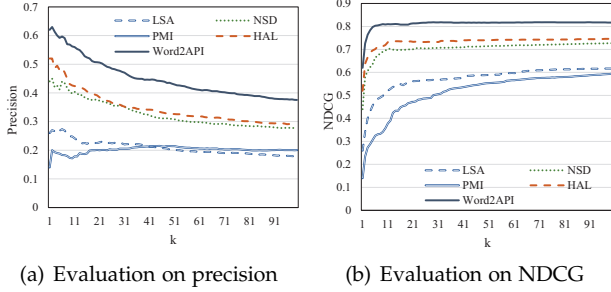 0.7
0.6
0.5
0.4
0.3
0.2
0.1
0
Precision
LSA NSD
PMI HAL
Word2API
1 11 21 31 41 51 61 71 81 91
k
(a) Evaluation on precision
0.9
0.8
0.7
0.6
0.5
0.4
0.3
0.2
0.1
0
NDCG
LSA NSD
PMI HAL
Word2API
1 11 21 31 41 51 61 71 81 91
k
(b) Evaluation on NDCG